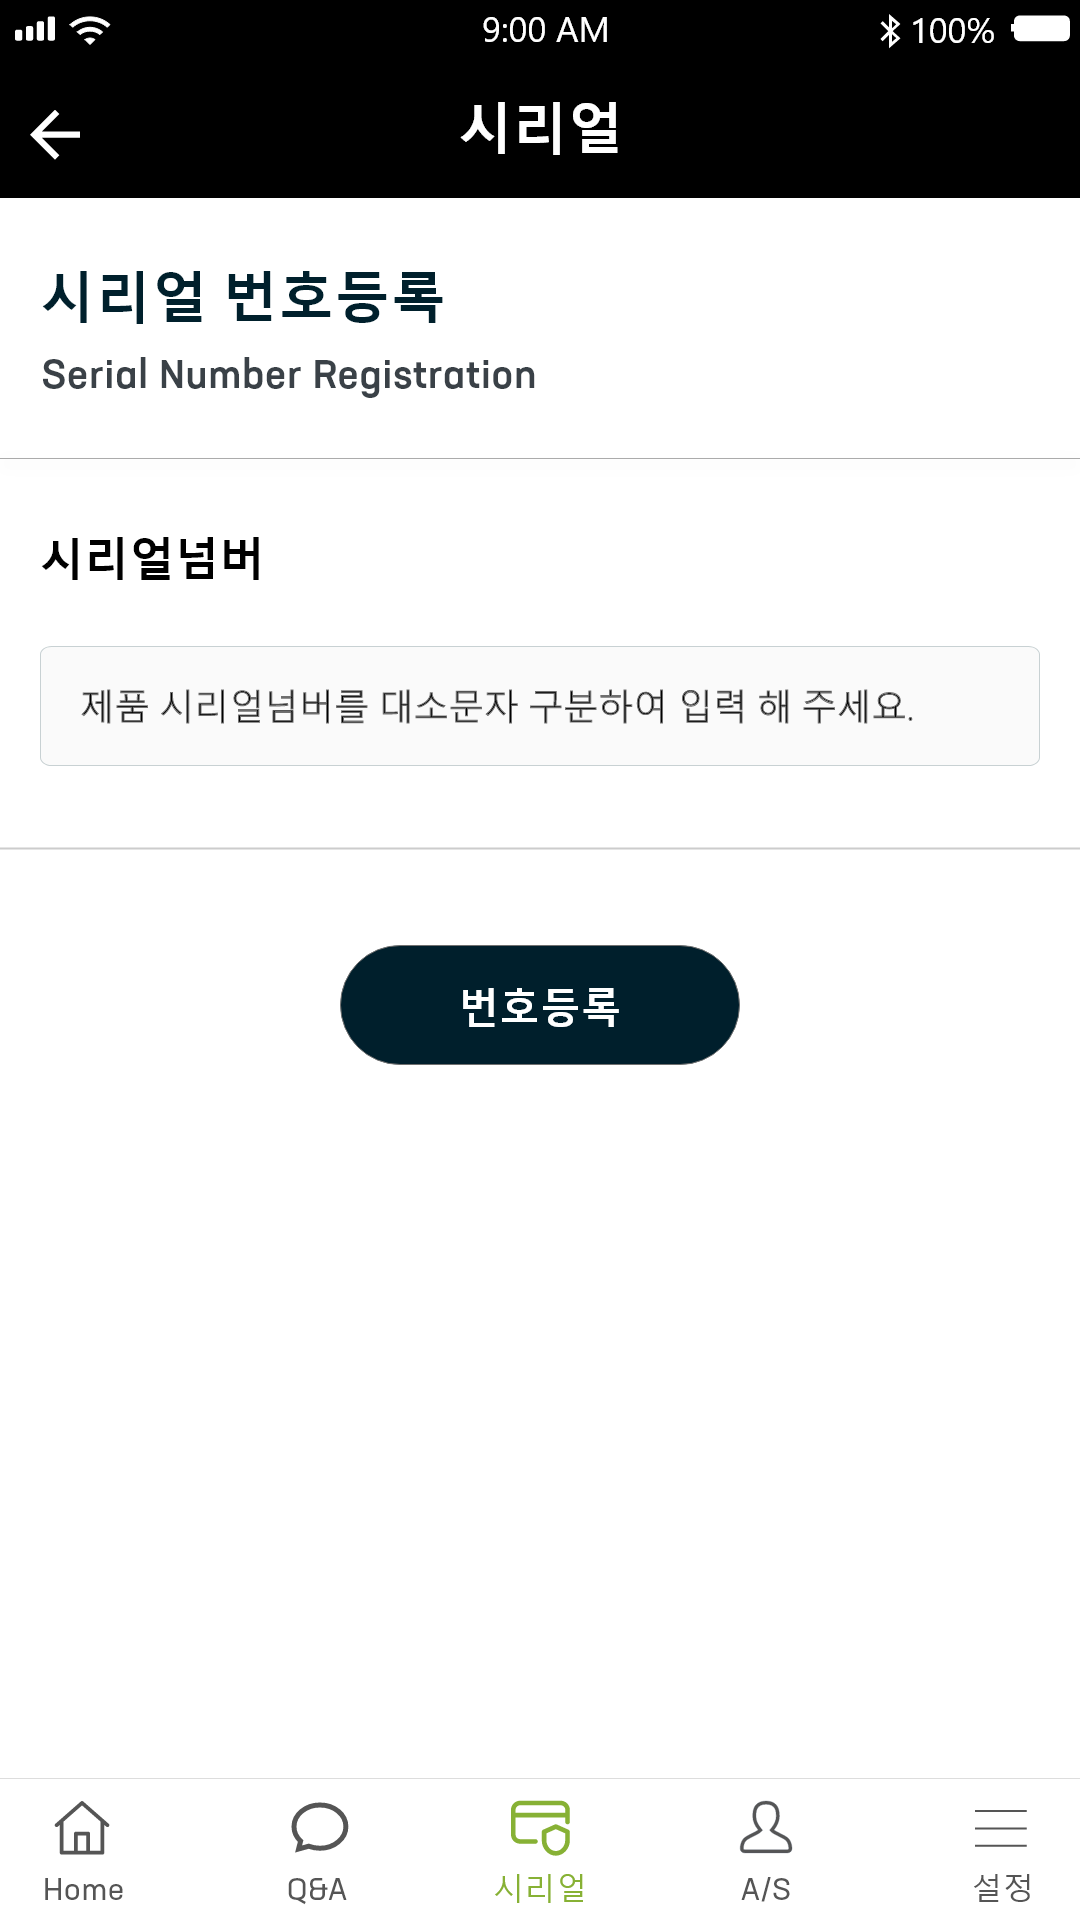 9:00 AM
100%
시리얼
시리얼 번호등록
Serial Number Registration
시리얼넘버
제품 시리얼넘버를 대소문자 구분하여 입력 해 주세요.
번호등록
Home
Q&A
시리얼
A/S
설정